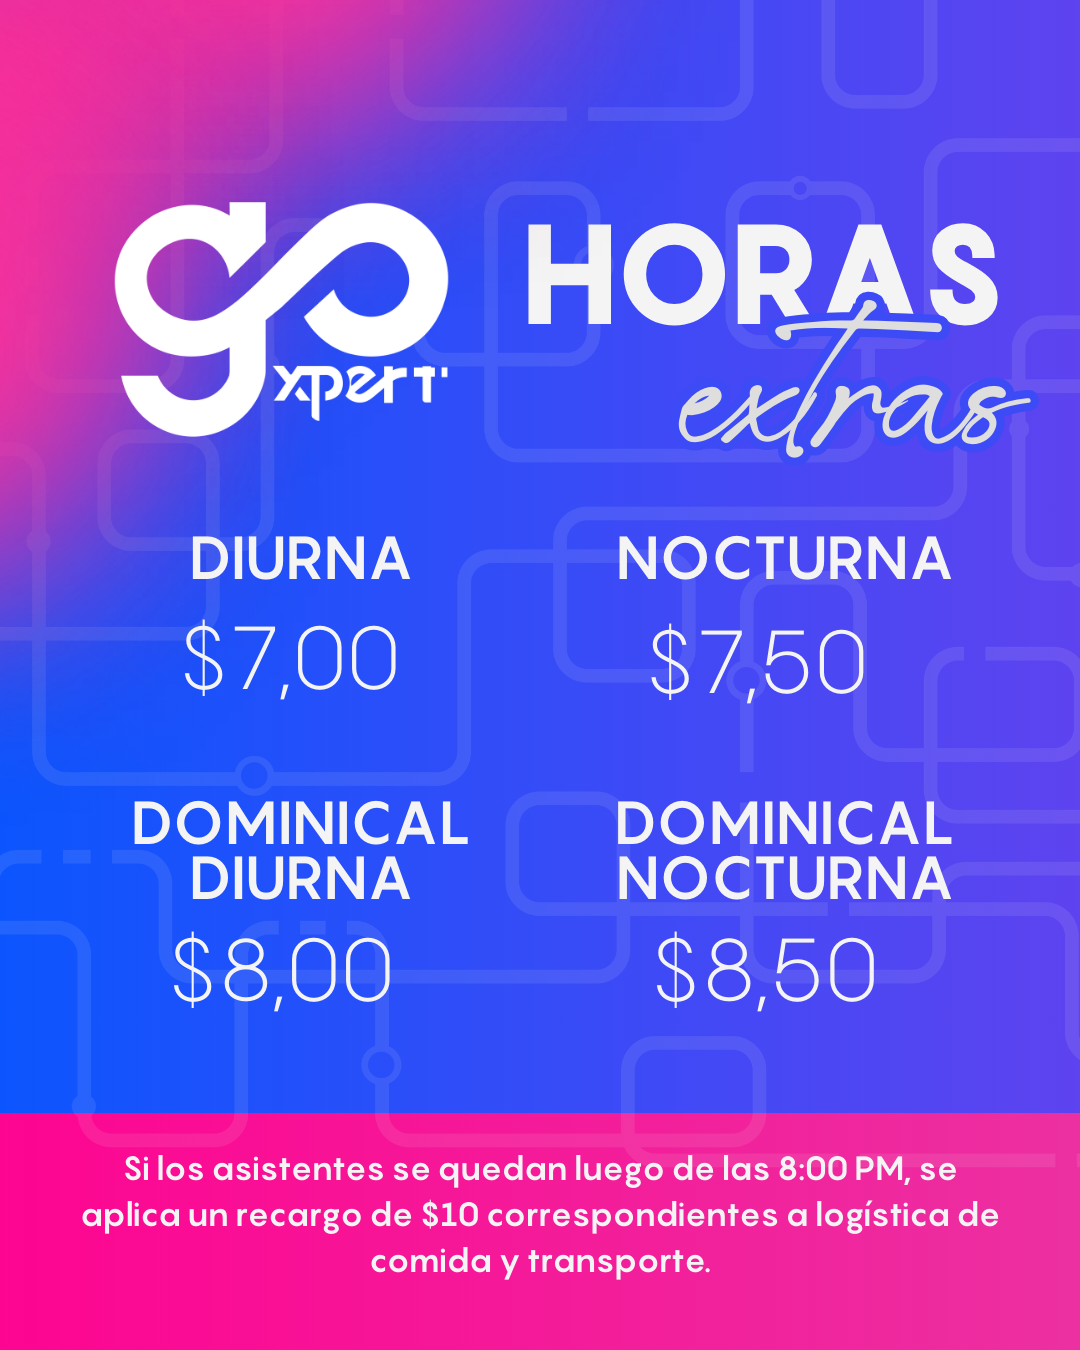 go
xpert
HORAS
extras
DIURNA
$7,00
NOCTURNA
$7,50
DOMINICAL
DIURNA
$8,00
DOMINICAL
NOCTURNA
$8,50
Si los asistentes se quedan luego de las 8:00 PM, se
aplica un recargo de $10 correspondientes a logística de
comida y transporte.